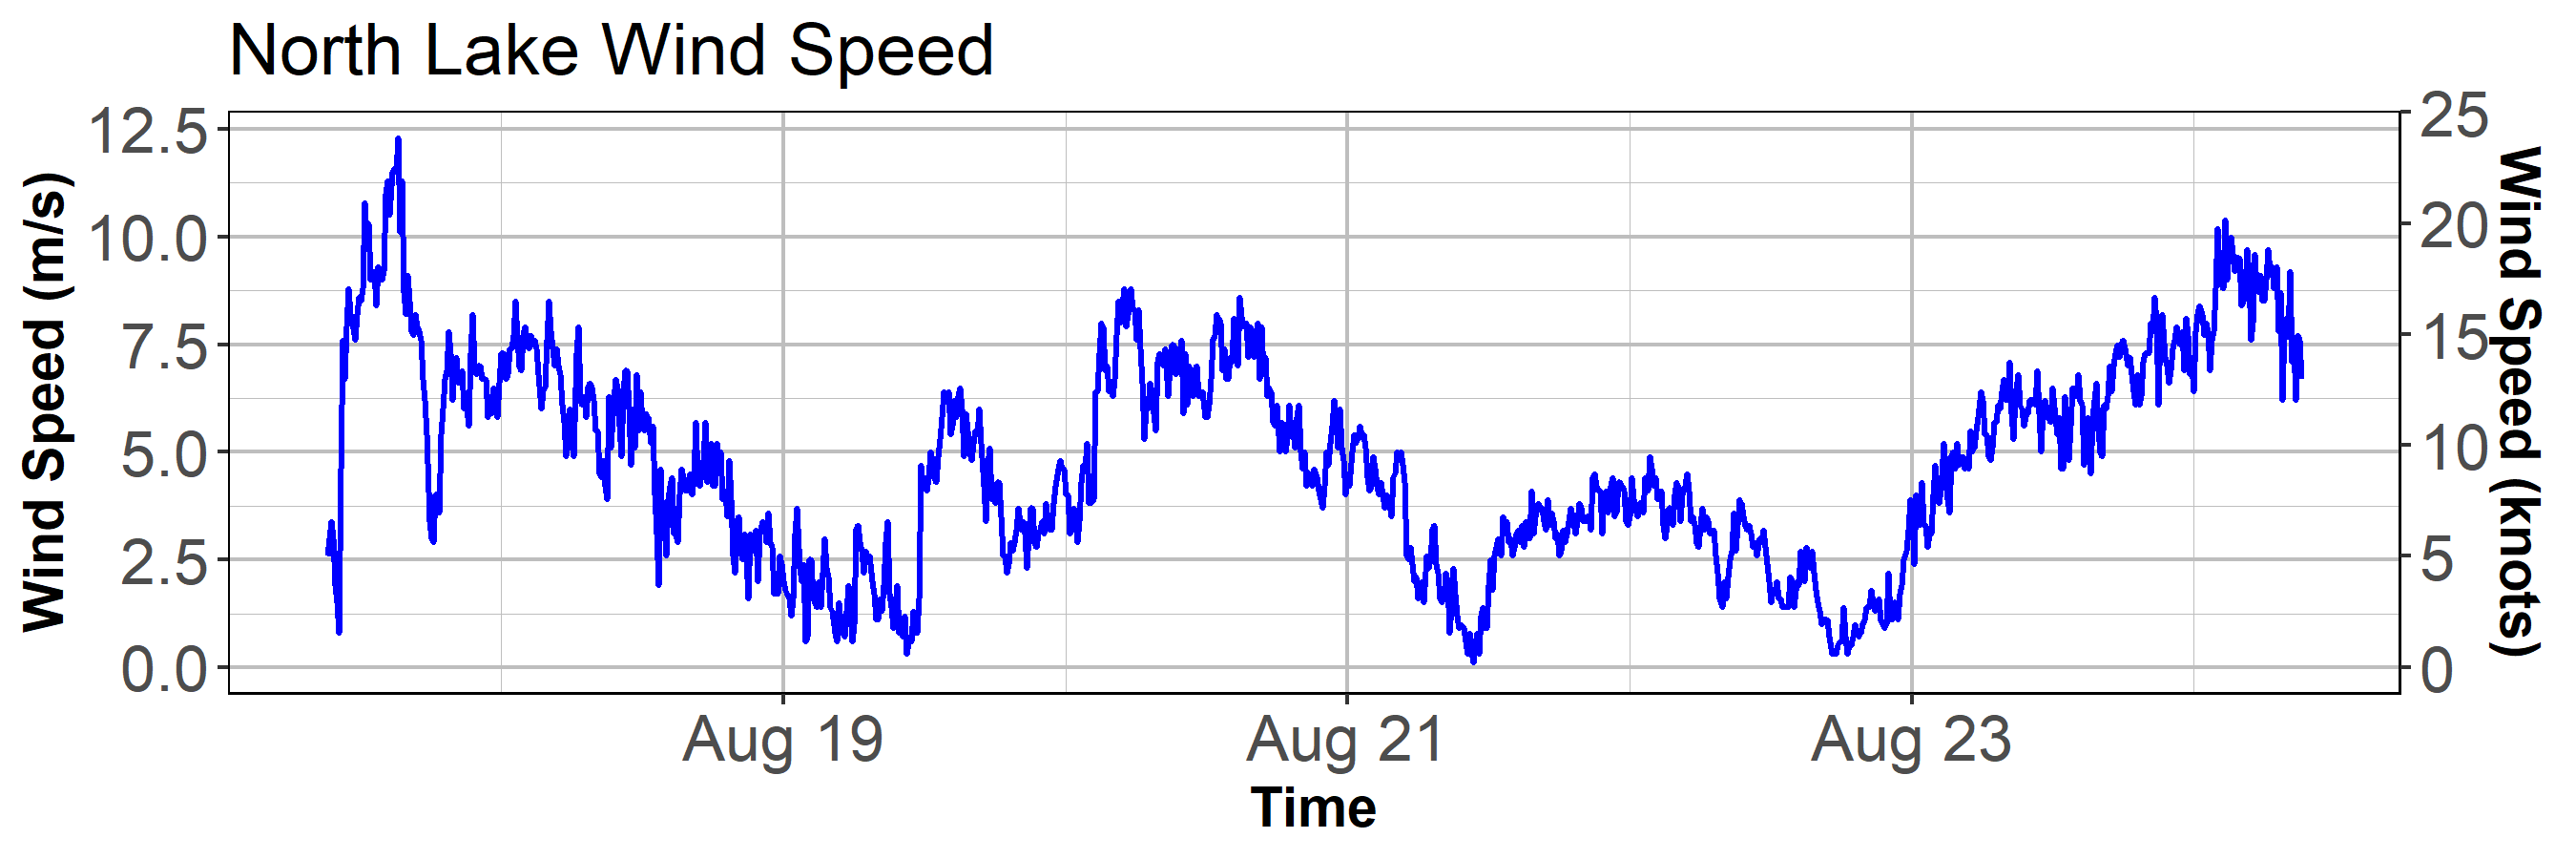 North Lake Wind Speed
Wind Speed (m/s)
12.5
10.0
7.5
5.0
2.5
0.0
25
20
15
10
5
0
Wind Speed (knots)
Aug 19
Aug 21
Aug 23
Time